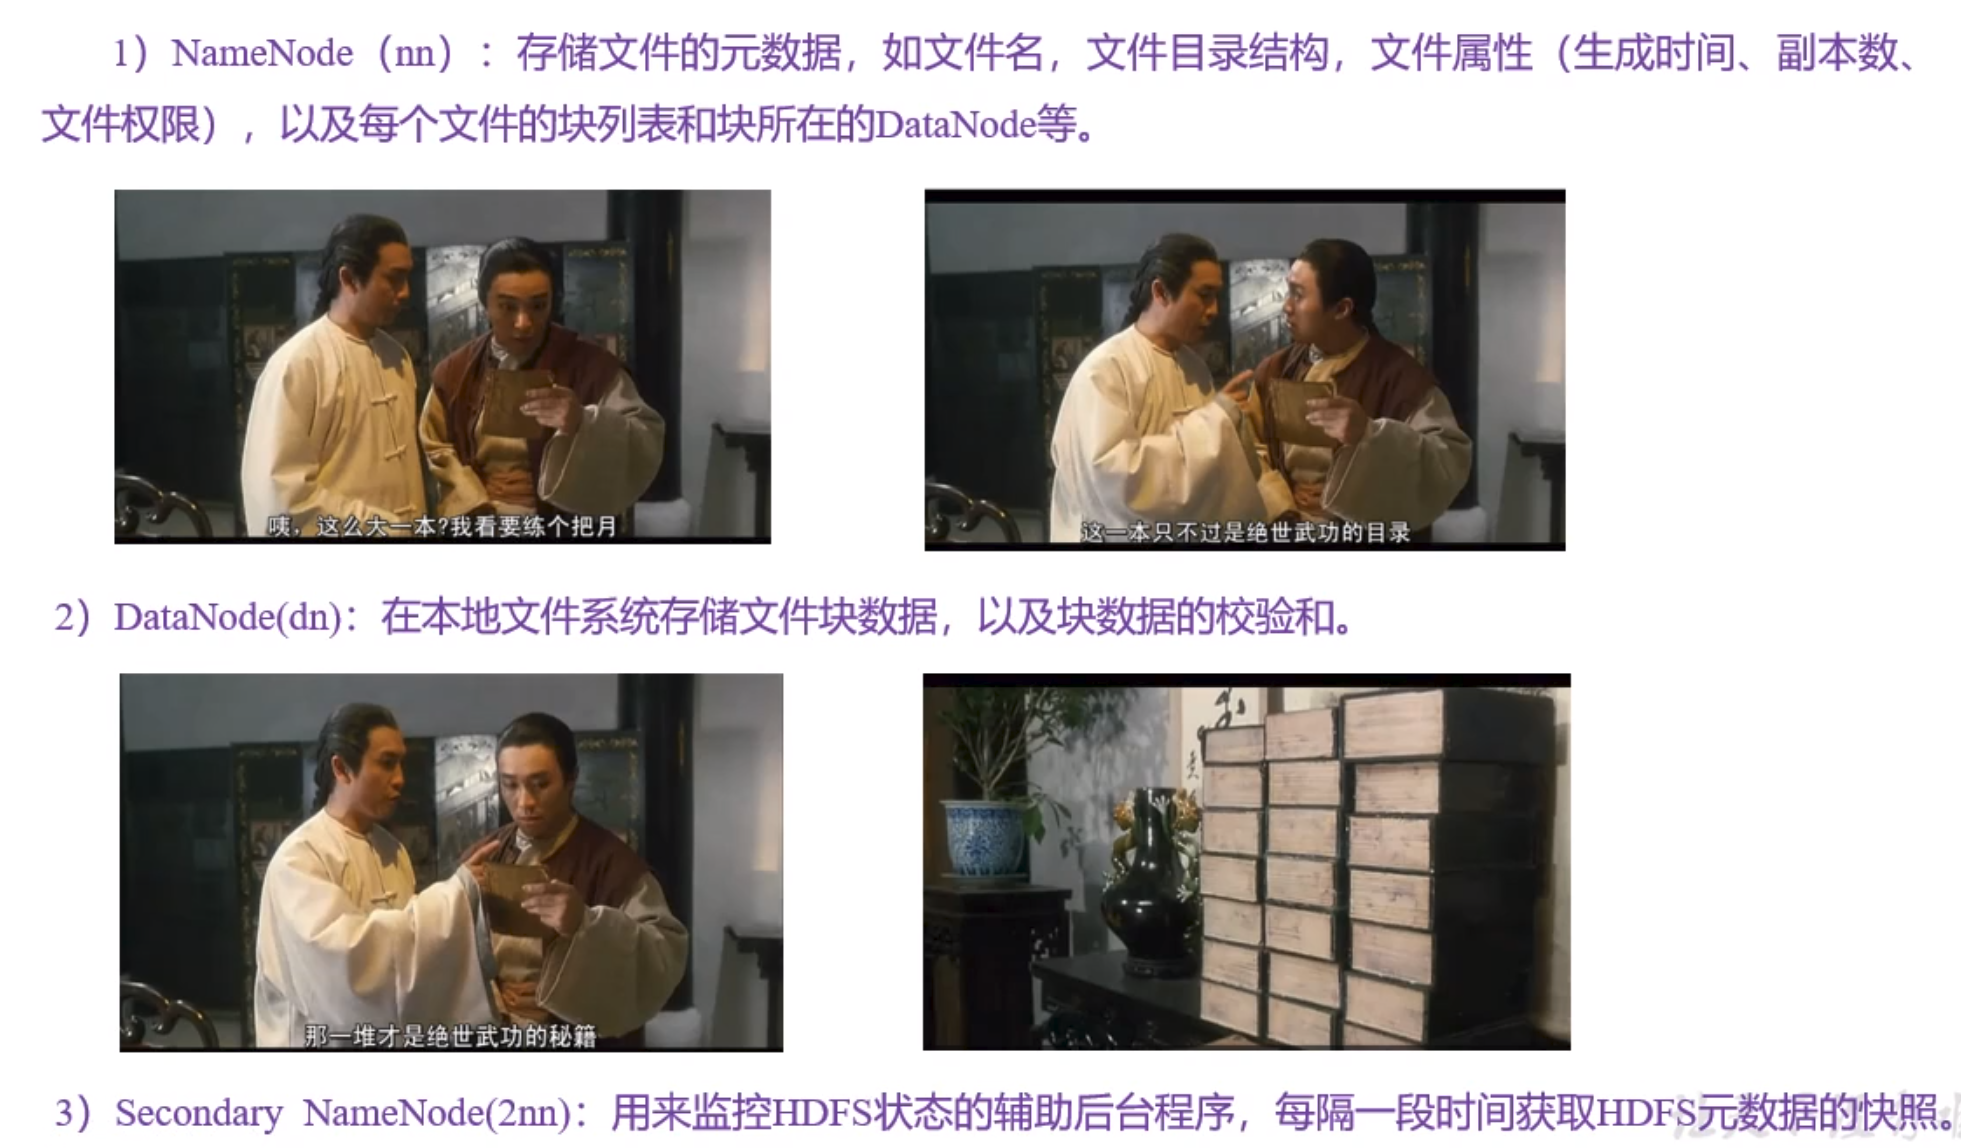 1）NameNode（nn）：存储文件的元数据，如文件名，文件目录结构，文件属性（生成时间、副本数、
文件权限），以及每个文件的块列表和块所在的DataNode等。
咦，这么大一本?我看要练个把月
这一本只不过是绝世武功的目录
2）DataNode(dn)：在本地文件系统存储文件块数据，以及块数据的校验和。
那一堆才是绝世武功的秘籍
3）Secondary NameNode(2nn)：用来监控HDFS状态的辅助后台程序，每隔一段时间获取HDFS元数据的快照。